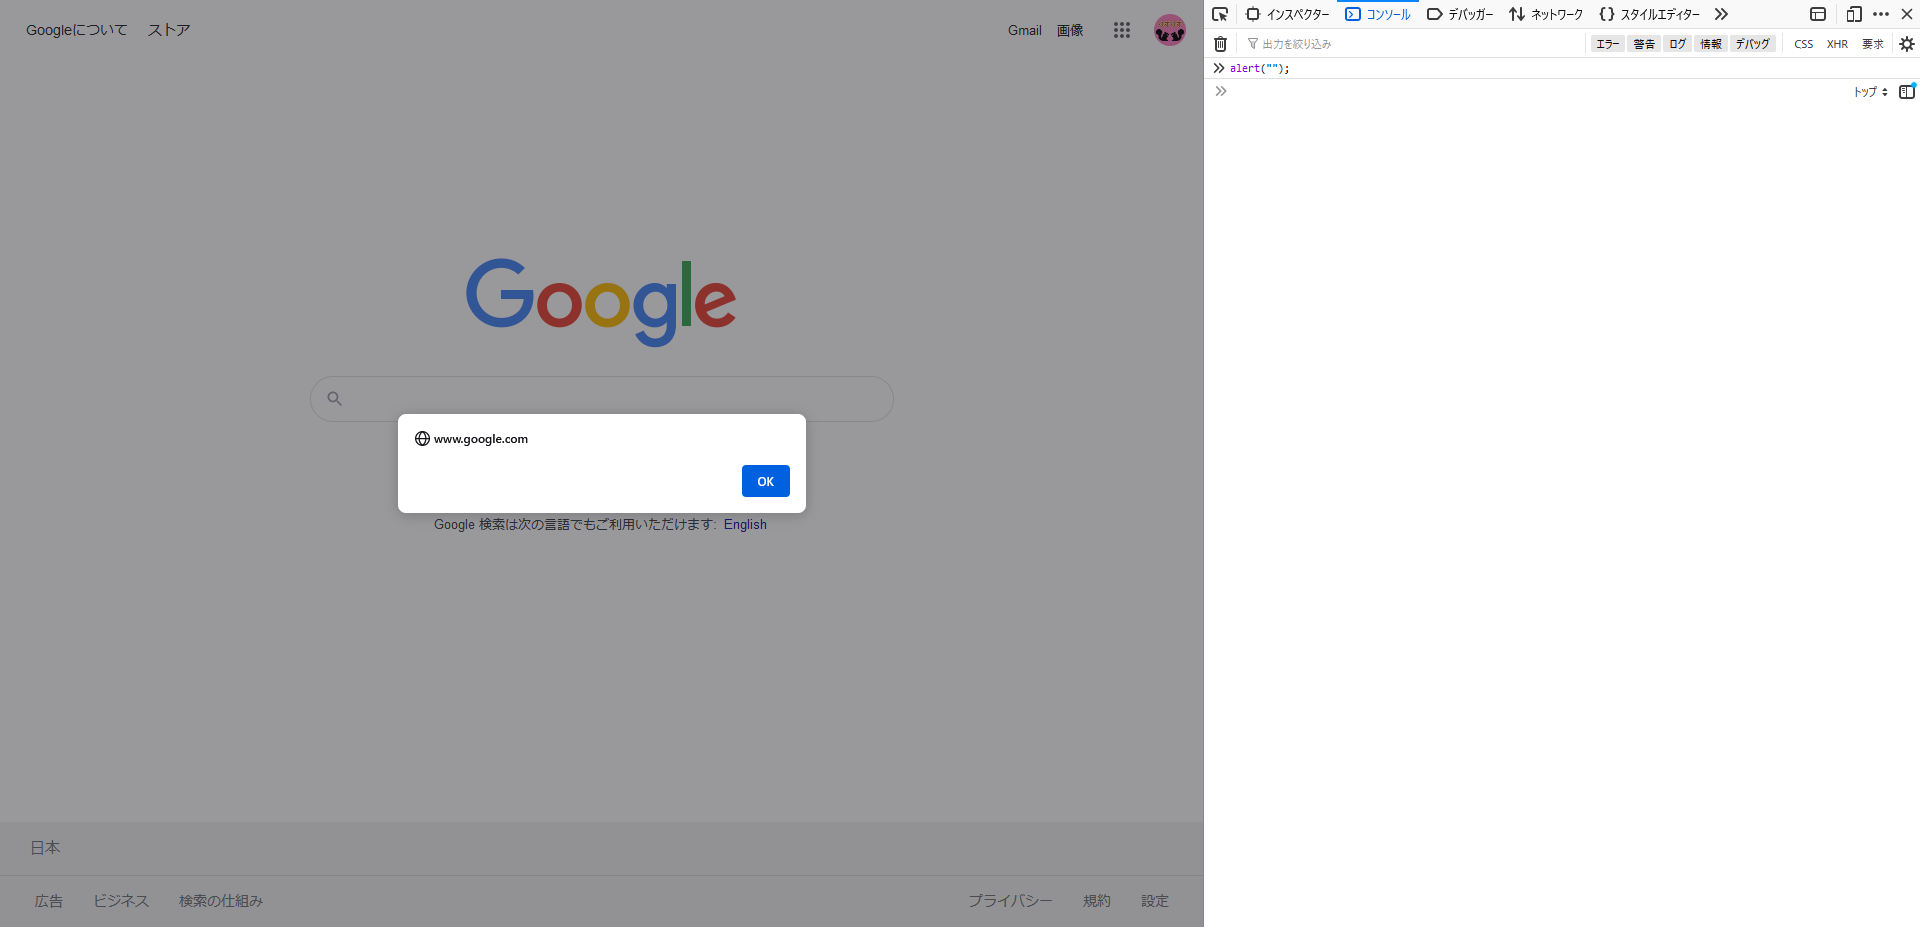 Googleについて ストア
Gmail 画像
Google
www.google.com
OK
Google 検索は次の言語でもご利用いただけます: English
日本
広告 ビジネス 検索の仕組み
プライバシー 規約 設定
インスペクター コンソール デバッガー ネットワーク スタイルエディター
出力を絞り込み
エラー 警告 ログ 情報 デバッグ CSS XHR 要求
alert("");
トップ